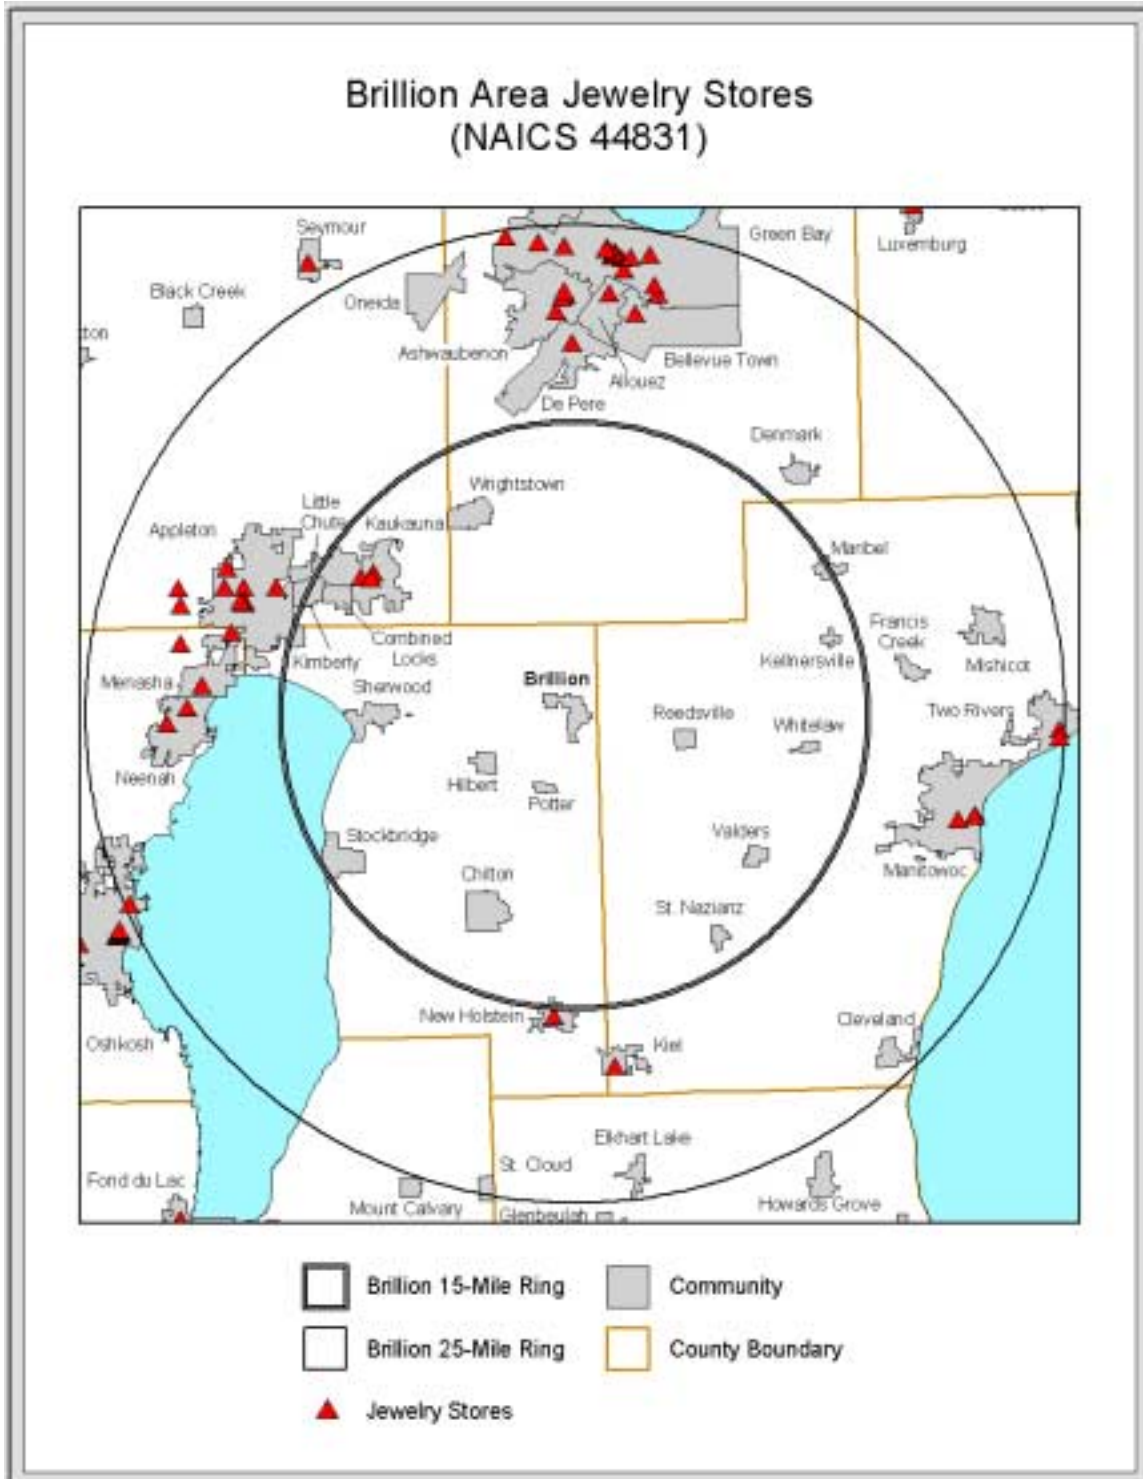 Brillion Area Jewelry Stores
(NAICS 44831)
Seymour
Green Bay
Luxemburg
Black Creek
Oneida
ton
Ashwaubenon
Bellevue Town
Allouez
De Pere
Denmark
Wrightstown
Little
Chute
Kaukauna
Appleton
Maribel
Francis
Creek
Combined
Locks
Kimberly
Kellnersville
Mishicot
Menasha
Sherwood
Brillion
Reedsville
Whitelaw
Two Rivers
Neenah
Hilbert
Potter
Stockbridge
Valders
Manitowoc
Chilton
St. Nazianz
New Holstein
Cleveland
Oshkosh
Kiel
Elkhart Lake
St. Cloud
Fond du Lac
Mount Calvary
Glenbeulah
Howards Grove
Brillion 15-Mile Ring
Community
Brillion 25-Mile Ring
County Boundary
Jewelry Stores